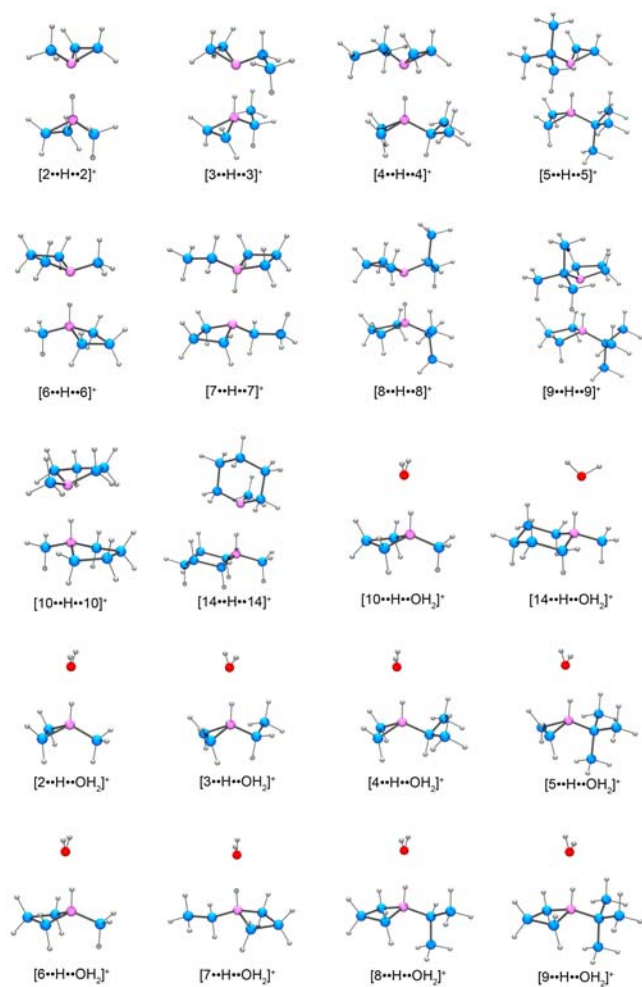 [2••H••2]⁺ [3••H••3]⁺ [4••H••4]⁺ [5••H••5]⁺
[6••H••6]⁺ [7••H••7]⁺ [8••H••8]⁺ [9••H••9]⁺
[10••H••10]⁺ [14••H••14]⁺ [10••H••OH₂]⁺ [14••H••OH₂]⁺
[2••H••OH₂]⁺ [3••H••OH₂]⁺ [4••H••OH₂]⁺ [5••H••OH₂]⁺
[6••H••OH₂]⁺ [7••H••OH₂]⁺ [8••H••OH₂]⁺ [9••H••OH₂]⁺